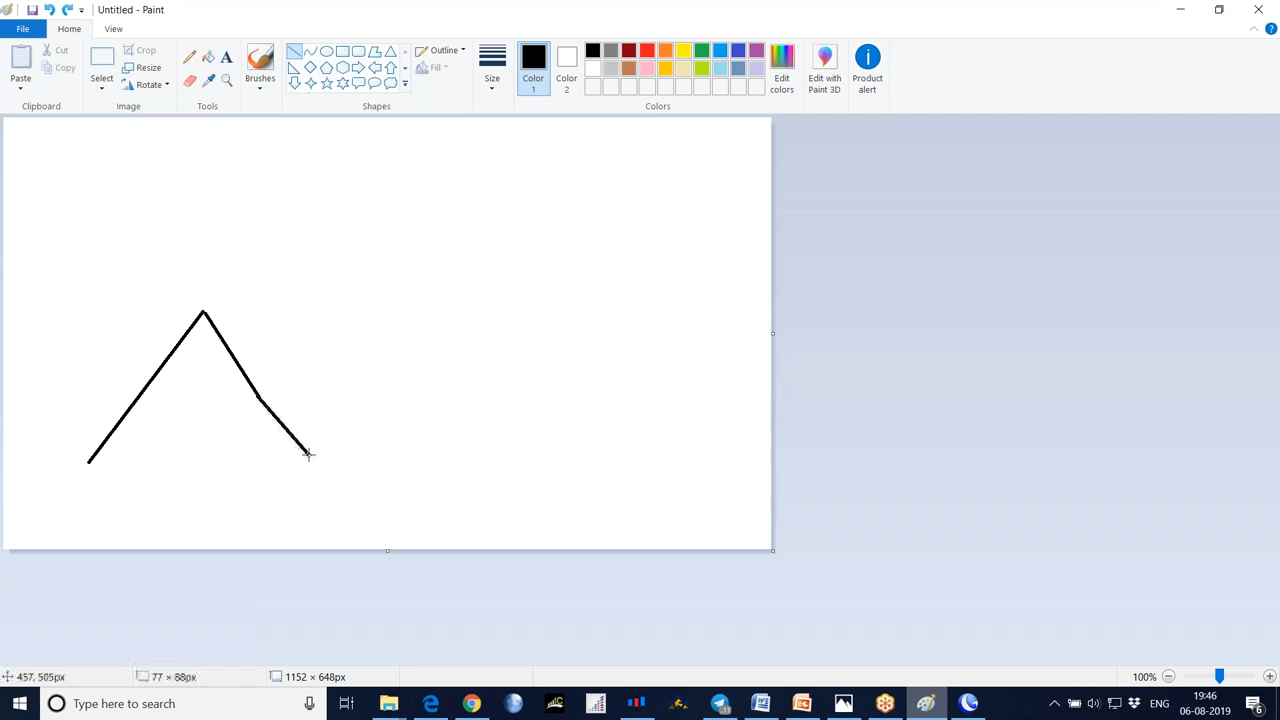 Untitled - Paint
File
Home
View
Paste
Cut
Copy
Clipboard
Select
Crop
Resize
Rotate
Image
A
Tools
Brushes
Outline
Fill
Shapes
Size
Color
1
Color
2
Edit
colors
Colors
Edit with
Paint 3D
Product
alert
457, 505px
77 × 88px
1152 × 648px
100%
Type here to search
ENG
19:46
06-08-2019
6